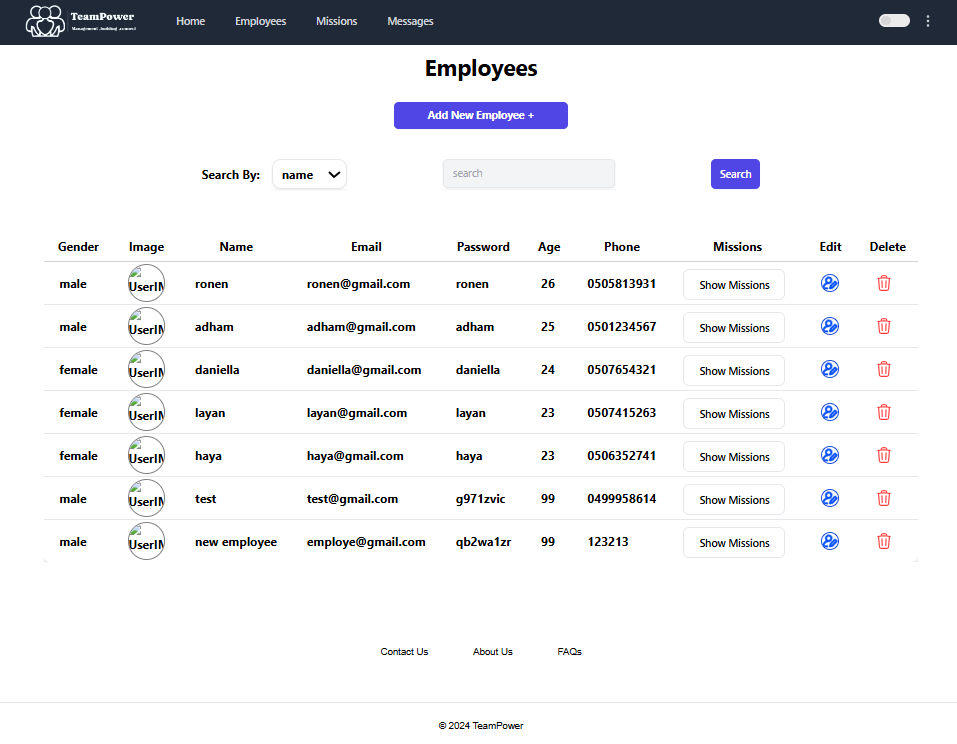 TeamPower
Management .building .connect
Home Employees Missions Messages
Employees
Add New Employee +
Search By: name search Search
Gender Image Name Email Password Age Phone Missions Edit Delete
male UserIM ronen ronen@gmail.com ronen 26 0505813931 Show Missions
male UserIM adham adham@gmail.com adham 25 0501234567 Show Missions
female UserIM daniella daniella@gmail.com daniella 24 0507654321 Show Missions
female UserIM layan layan@gmail.com layan 23 0507415263 Show Missions
female UserIM haya haya@gmail.com haya 23 0506352741 Show Missions
male UserIM test test@gmail.com g971zvic 99 0499958614 Show Missions
male UserIM new employee employe@gmail.com qb2wa1zr 99 123213 Show Missions
Contact Us About Us FAQs
© 2024 TeamPower